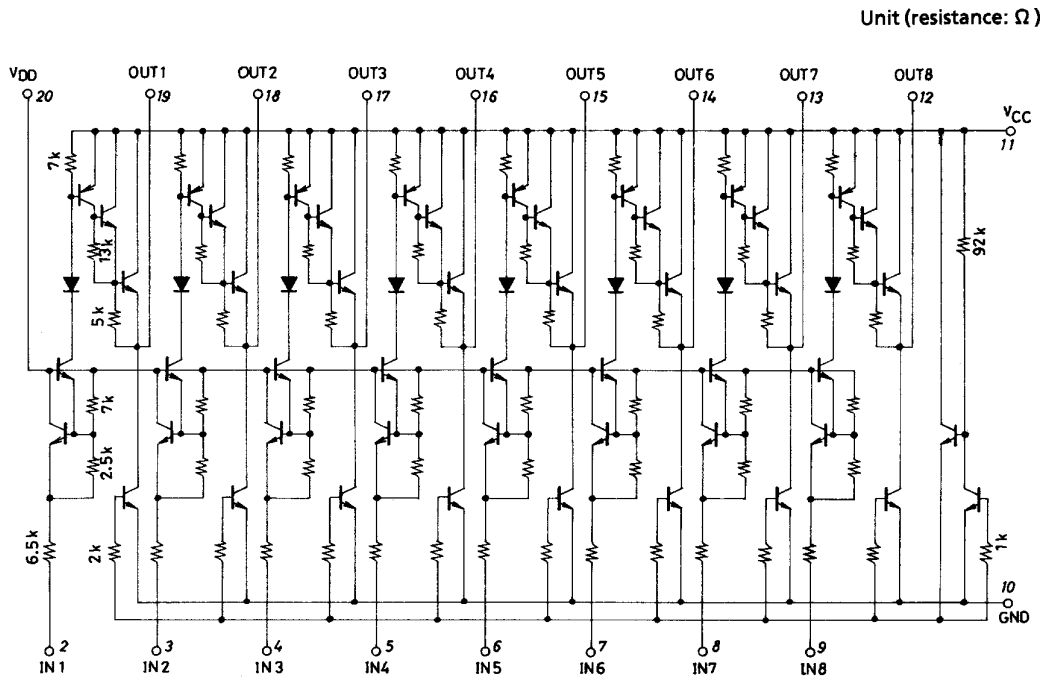 Unit (resistance: Ω)
VDD OUT1 OUT2 OUT3 OUT4 OUT5 OUT6 OUT7 OUT8
20 19 18 17 16 15 14 13 12
VCC
11
7k
13k
92k
5k
7k
2.5k
6.5k 2k 1k
10
GND
2 3 4 5 6 7 8 9
IN1 IN2 IN3 IN4 IN5 IN6 IN7 IN8